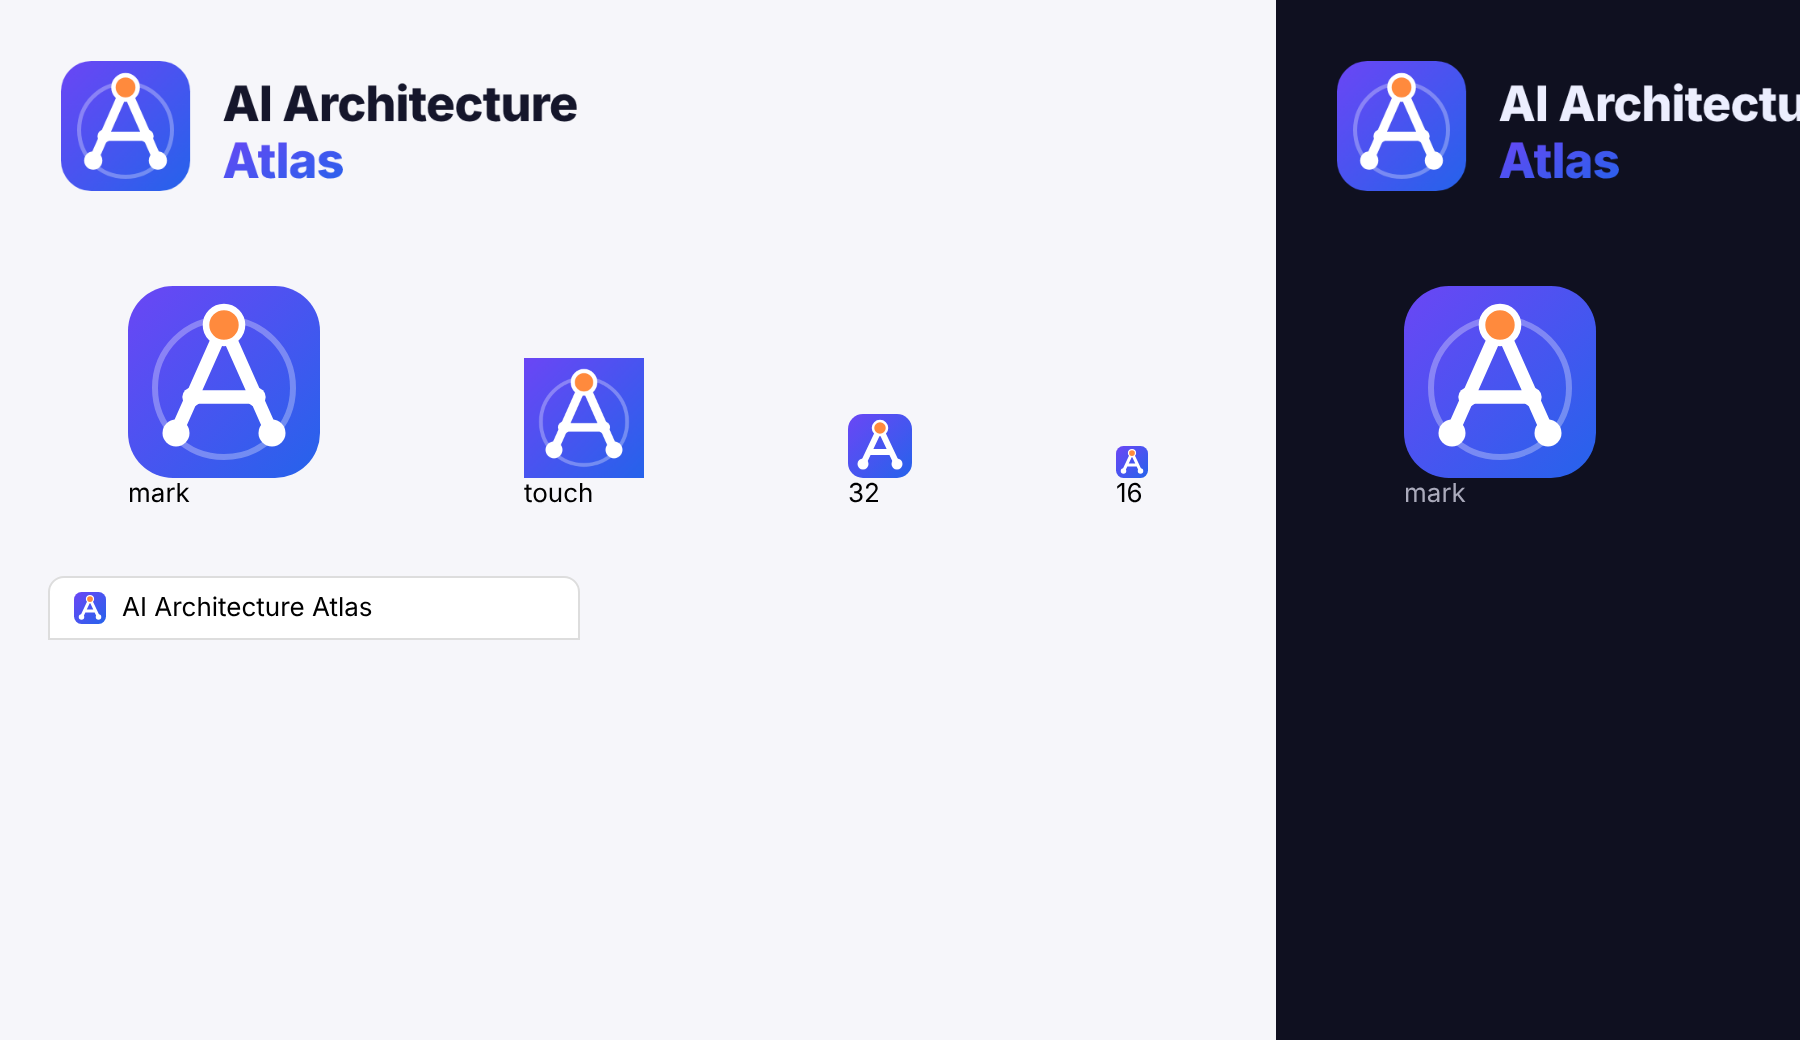 AI Architecture
Atlas
mark
touch
32
16
AI Architecture Atlas
AI Architectu
Atlas
mark